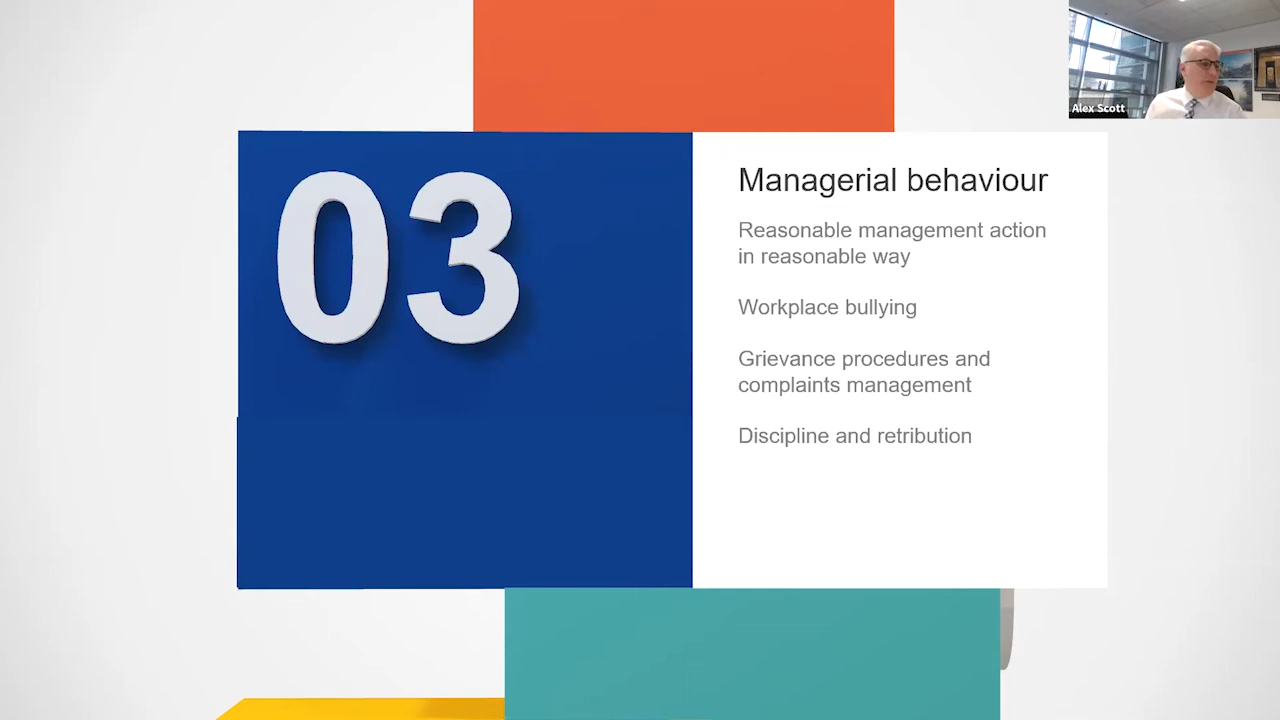 Alex Scott
03
Managerial behaviour
Reasonable management action
in reasonable way
Workplace bullying
Grievance procedures and
complaints management
Discipline and retribution